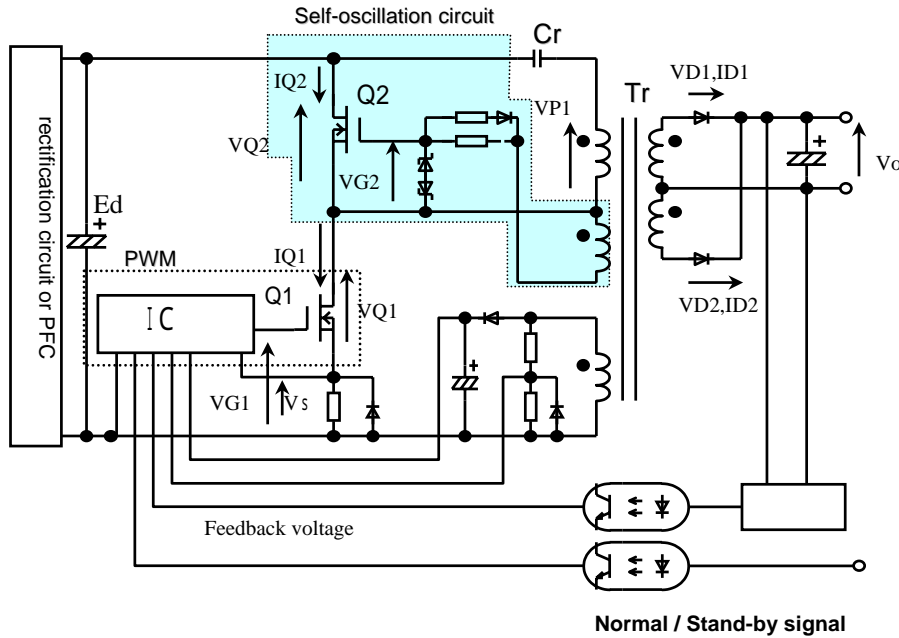 Self-oscillation circuit
Cr
IQ2
Q2
VD1,ID1
VP1
Tr
VQ2
VG2
Vo
rectification circuit or PFC
Ed
+
+
PWM
IQ1
VD2,ID2
Q1
IC
VQ1
+
VG1
Vs
Feedback voltage
Normal / Stand-by signal